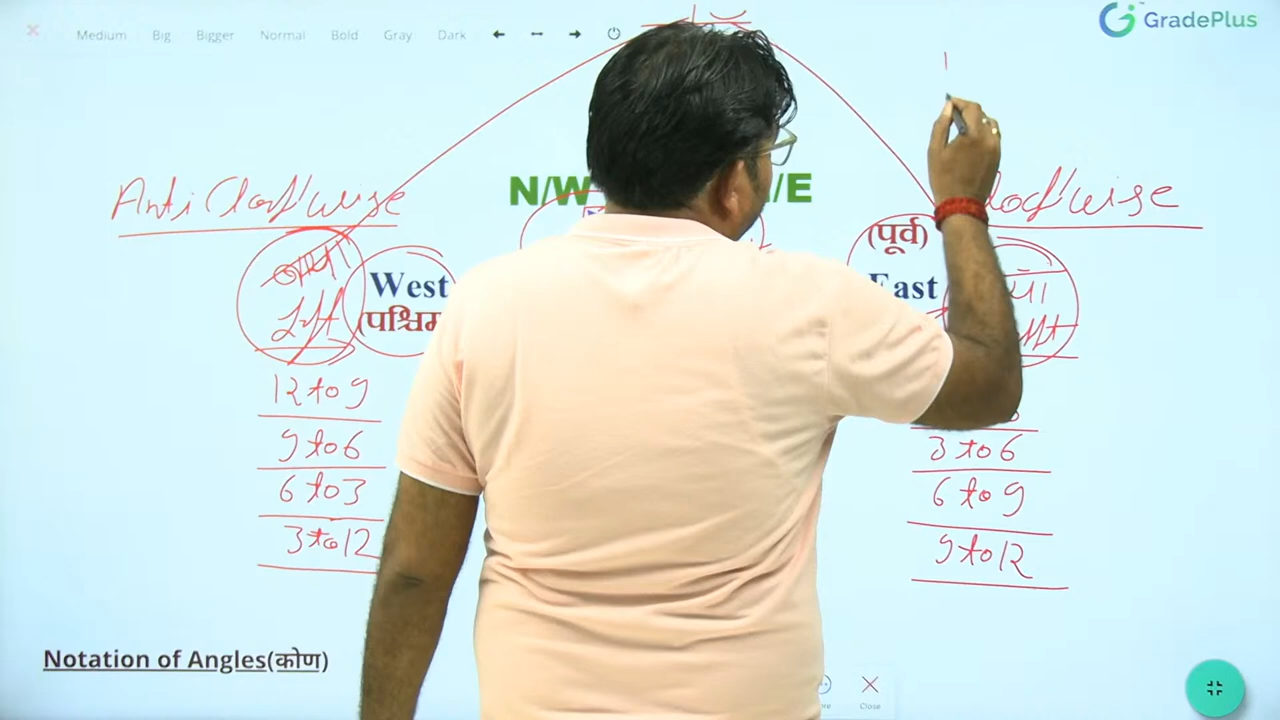 Medium Big Bigger Normal Bold Gray Dark
GradePlus
N/W /E
Anti Clockwise
Clockwise
Left
West
(पश्चिम
(पूर्व)
East
12 to 9
9 to 6
6 to 3
3 to 12
3 to 6
6 to 9
9 to 12
Notation of Angles(कोण)
Close